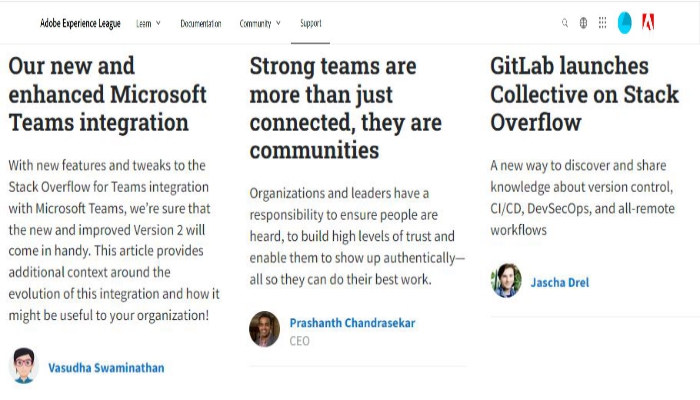 Adobe Experience League Learn Documentation Community Support
Our new and
enhanced Microsoft
Teams integration
With new features and tweaks to the
Stack Overflow for Teams integration
with Microsoft Teams, we're sure that
the new and improved Version 2 will
come in handy. This article provides
additional context around the
evolution of this integration and how it
might be useful to your organization!
Vasudha Swaminathan
Strong teams are
more than just
connected, they are
communities
Organizations and leaders have a
responsibility to ensure people are
heard, to build high levels of trust and
enable them to show up authentically—
all so they can do their best work.
Prashanth Chandrasekar
CEO
GitLab launches
Collective on Stack
Overflow
A new way to discover and share
knowledge about version control,
CI/CD, DevSecOps, and all-remote
workflows
Jascha Drel